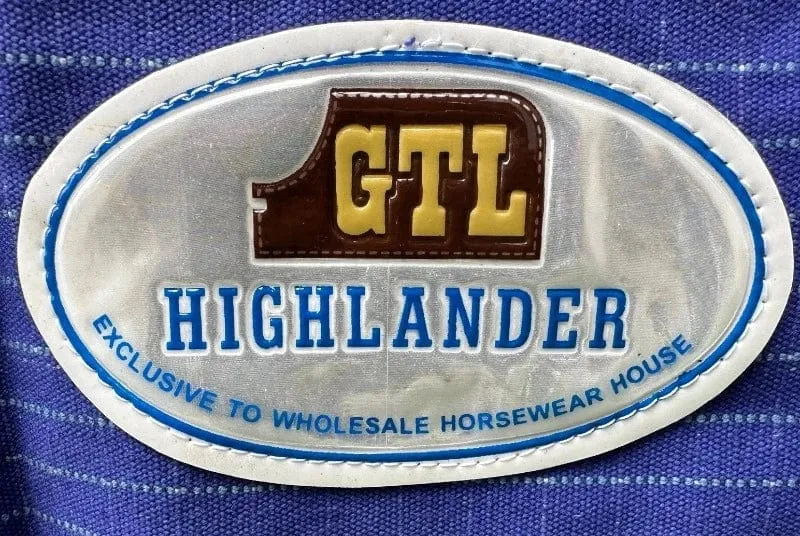 GTL
HIGHLANDER
EXCLUSIVE TO WHOLESALE HORSEWEAR HOUSE